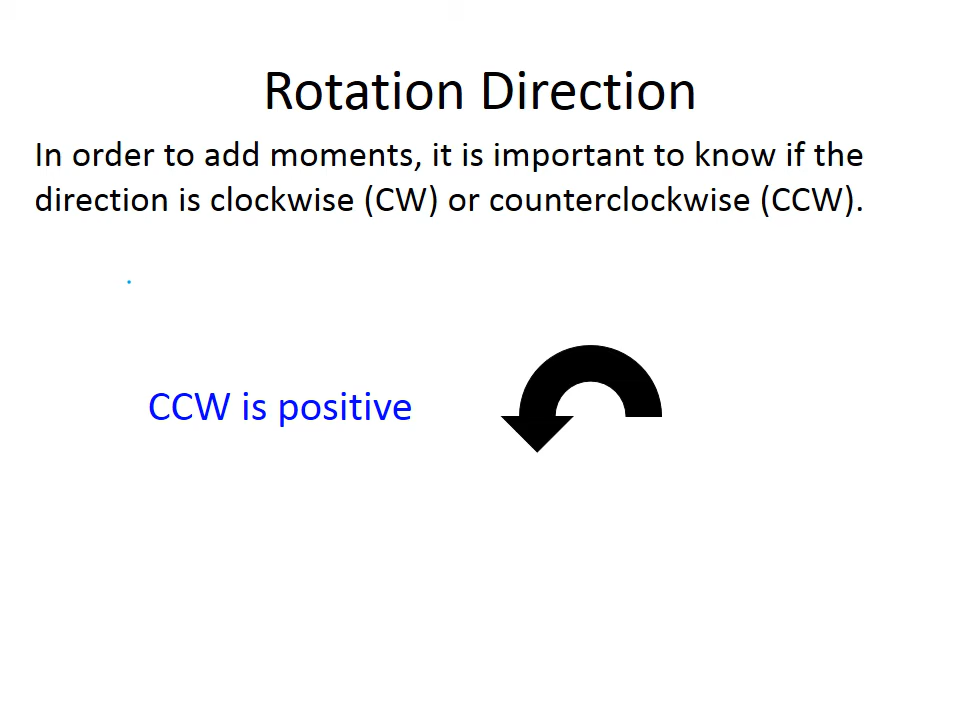 Rotation Direction
In order to add moments, it is important to know if the
direction is clockwise (CW) or counterclockwise (CCW).
CCW is positive